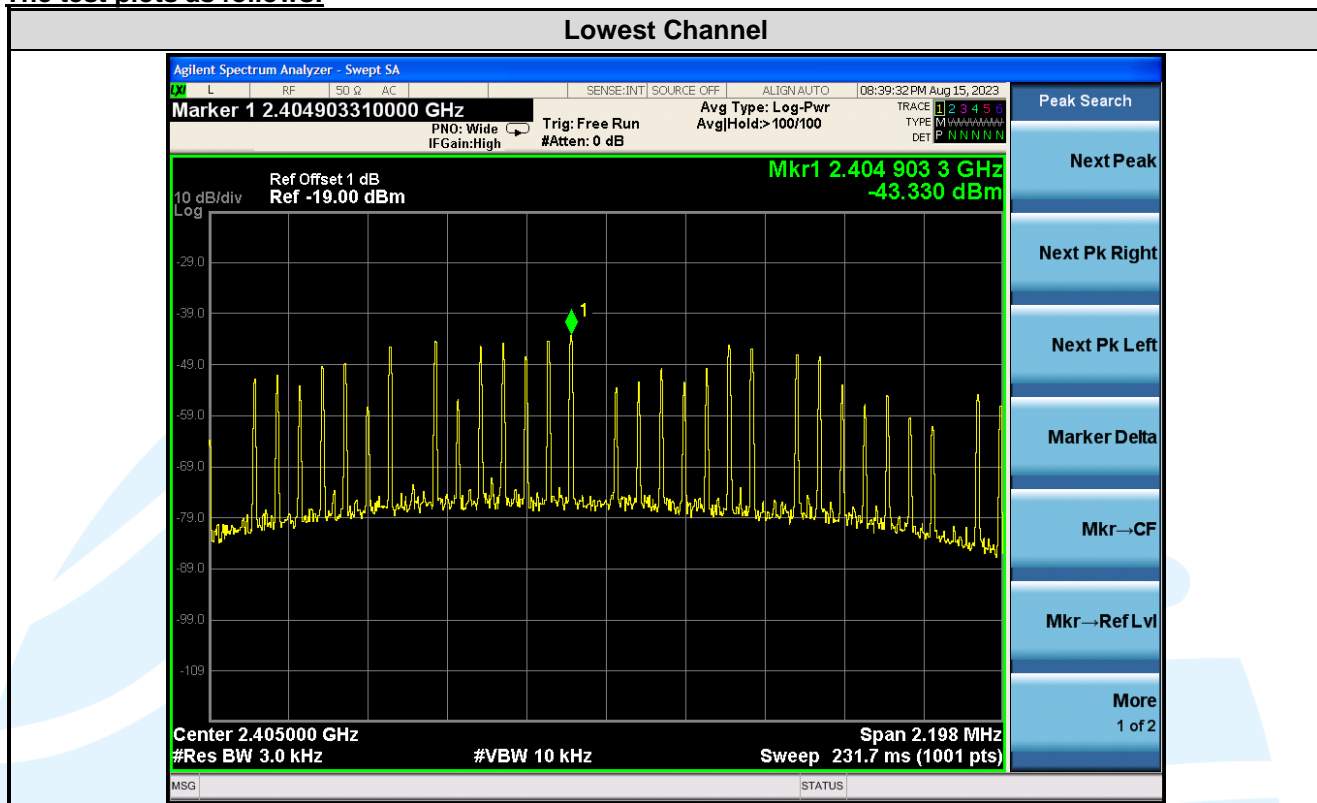 The test plots as follows:
Lowest Channel
Agilent Spectrum Analyzer - Swept SA
LXI L RF 50 Ω AC SENSE:INT SOURCE OFF ALIGN AUTO 08:39:32 PM Aug 15, 2023
Marker 1 2.404903310000 GHz
PNO: Wide
IFGain:High
Trig: Free Run
#Atten: 0 dB
Avg Type: Log-Pwr
Avg|Hold:>100/100
TRACE 1 2 3 4 5 6
TYPE M
DET P N N N N N
Mkr1 2.404 903 3 GHz
-43.330 dBm
Ref Offset 1 dB
10 dB/div Ref -19.00 dBm
Log
-29.0
-39.0
-49.0
-59.0
-69.0
-79.0
-89.0
-99.0
-109
1
Center 2.405000 GHz Span 2.198 MHz
#Res BW 3.0 kHz #VBW 10 kHz Sweep 231.7 ms (1001 pts)
MSG STATUS
Peak Search
Next Peak
Next Pk Right
Next Pk Left
Marker Delta
Mkr→CF
Mkr→Ref Lvl
More
1 of 2